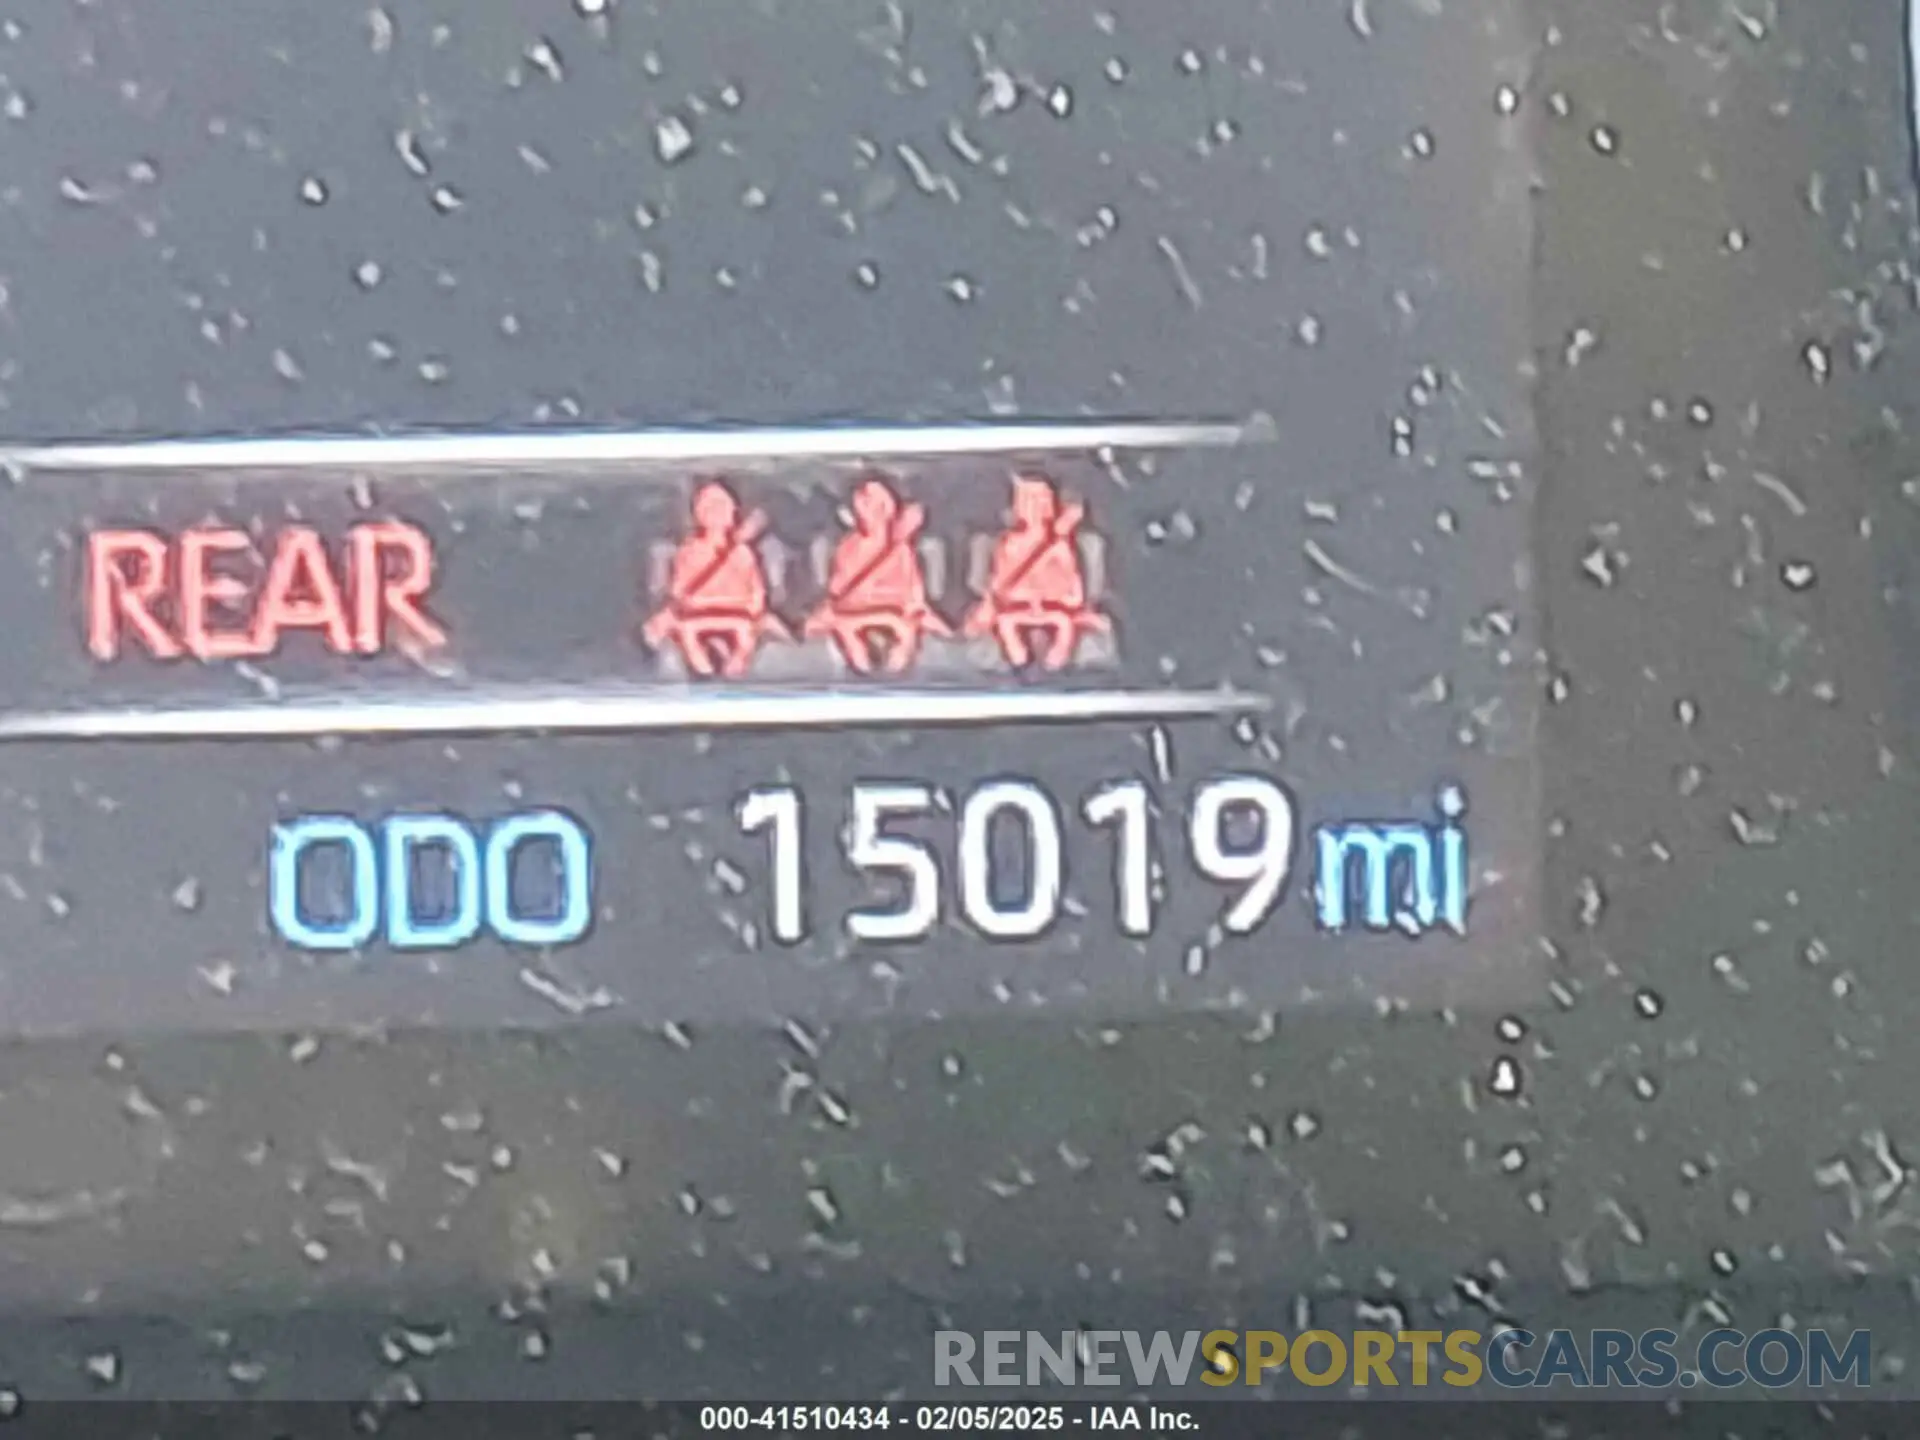 REAR
ODO 15019 mi
RENEWSPORTSCARS.COM
000-41510434 - 02/05/2025 - IAA Inc.